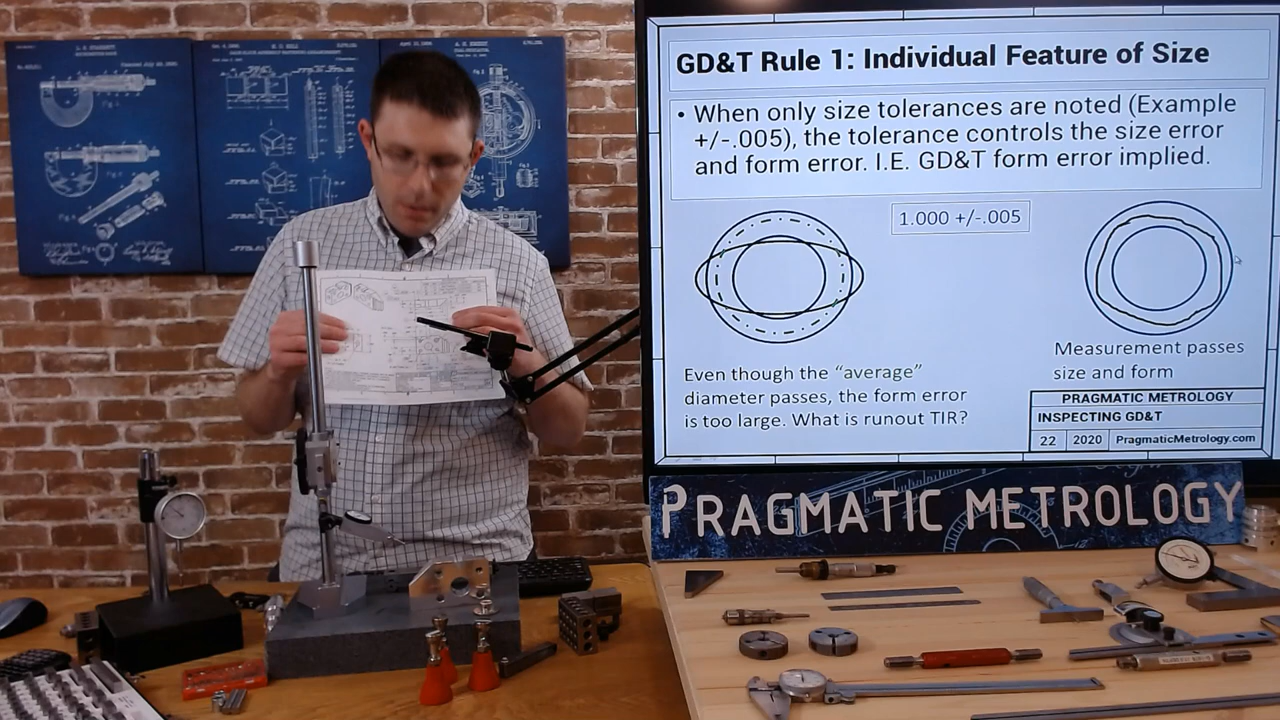 GD&T Rule 1: Individual Feature of Size
• When only size tolerances are noted (Example
+/-.005), the tolerance controls the size error
and form error. I.E. GD&T form error implied.
1.000 +/-.005
Even though the “average”
diameter passes, the form error
is too large. What is runout TIR?
Measurement passes
size and form
PRAGMATIC METROLOGY
INSPECTING GD&T
22 2020 PragmaticMetrology.com
PRAGMATIC METROLOGY